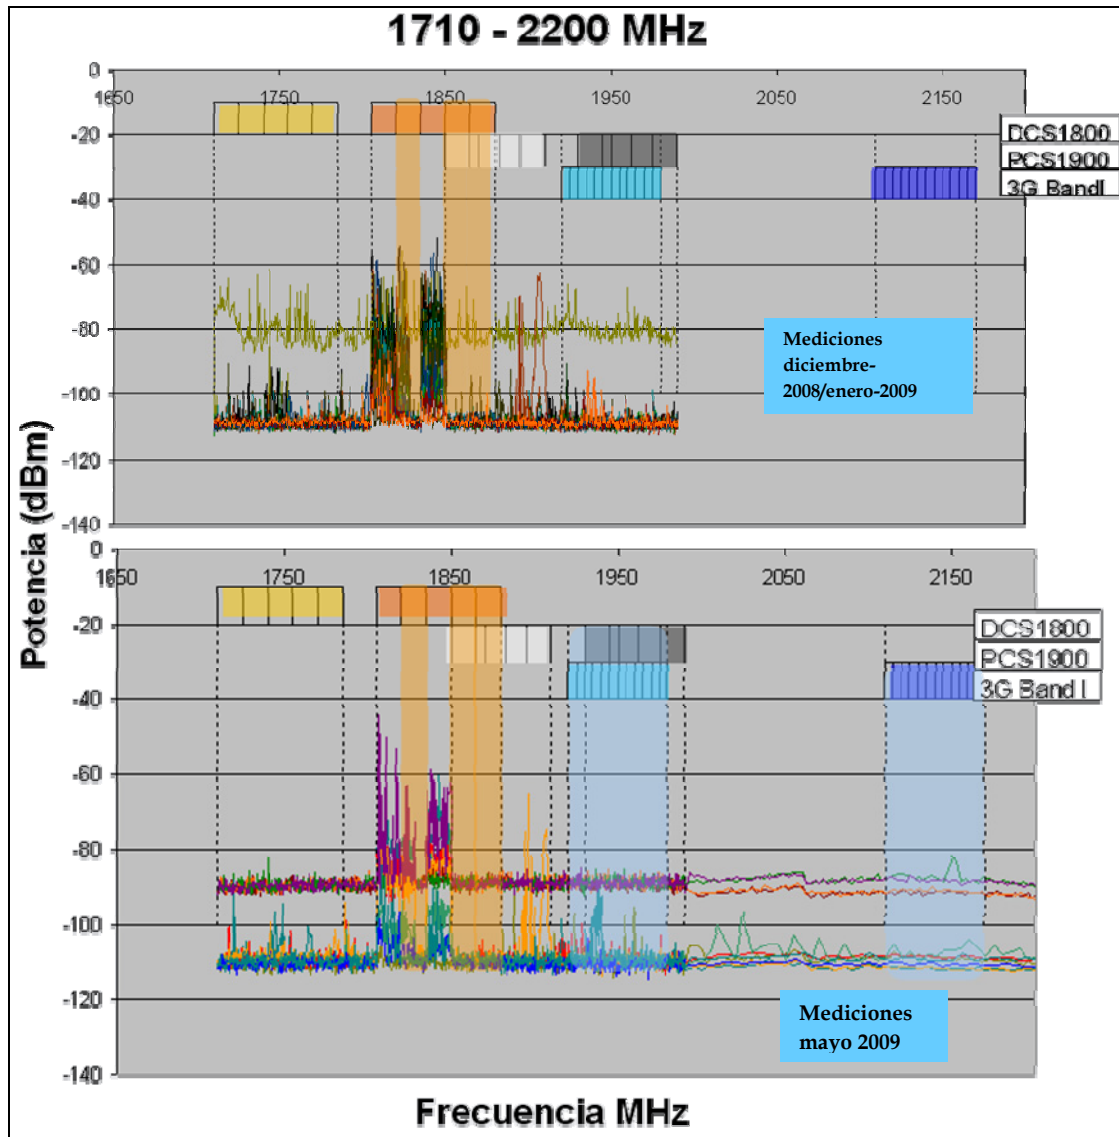 1710 - 2200 MHz
0
1650 1750 1850 1950 2050 2150
-20
-40
-60
-80
-100
-120
-140
DCS1800
PCS1900
3G BandI
Mediciones
diciembre-
2008/enero-2009
Potencia (dBm)
0
1650 1750 1850 1950 2050 2150
-20
-40
-60
-80
-100
-120
-140
DCS1800
PCS1900
3G Band I
Mediciones
mayo 2009
Frecuencia MHz